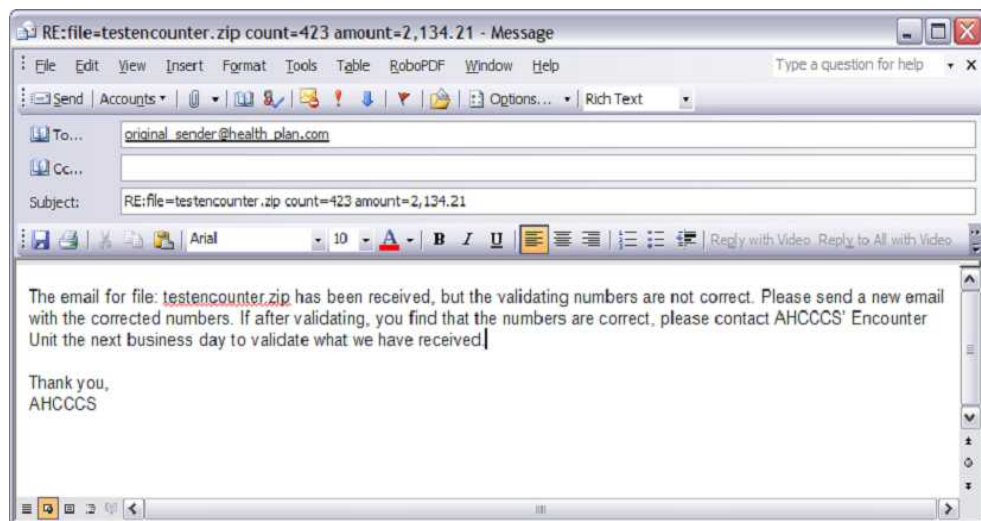 RE:file=testencounter.zip count=423 amount=2,134.21 - Message
File Edit View Insert Format Tools Table RoboPDF Window Help Type a question for help
Send Accounts Options... Rich Text
To... original_sender@health_plan.com
Cc...
Subject: RE:file=testencounter.zip count=423 amount=2,134.21
Arial 10 A B I U Reply with Video Reply to All with Video
The email for file: testencounter.zip has been received, but the validating numbers are not correct. Please send a new email
with the corrected numbers. If after validating, you find that the numbers are correct, please contact AHCCCS' Encounter
Unit the next business day to validate what we have received.
Thank you,
AHCCCS